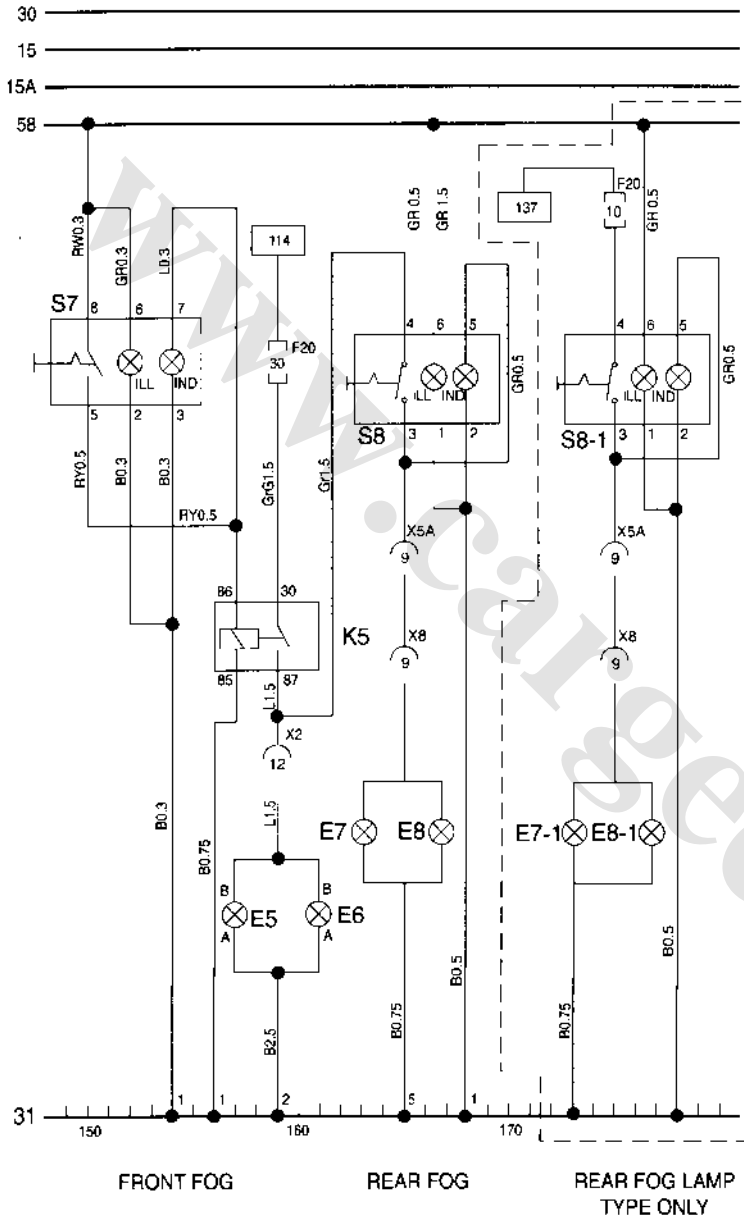 30
15
15A
58
F20
137
10
GR 0.5
GR 1.5
GR 0.5
RW0.3
GR0.3
L0.3
114
S7
8 6 7
4 6 5
4 6 5
F20
30
ILL IND
ILL IND
ILL IND
GR0.5
GR0.5
5 2 3
S8 3 1 2
S8-1 3 1 2
RY0.5
B0.3
B0.3
GrG1.5
Gr1.5
RY0.5
X5A
9
X5A
9
86 30
K5
85 87
X8
9
X8
9
L1.5
X2
12
B0.3
B0.75
L1.5
E7 E8
E7-1 E8-1
B B
E5 E6
A A
B2.5
B0.75
B0.5
B0.75
B0.5
31
1 1 2 5 1
150 160 170
FRONT FOG
REAR FOG
REAR FOG LAMP
TYPE ONLY